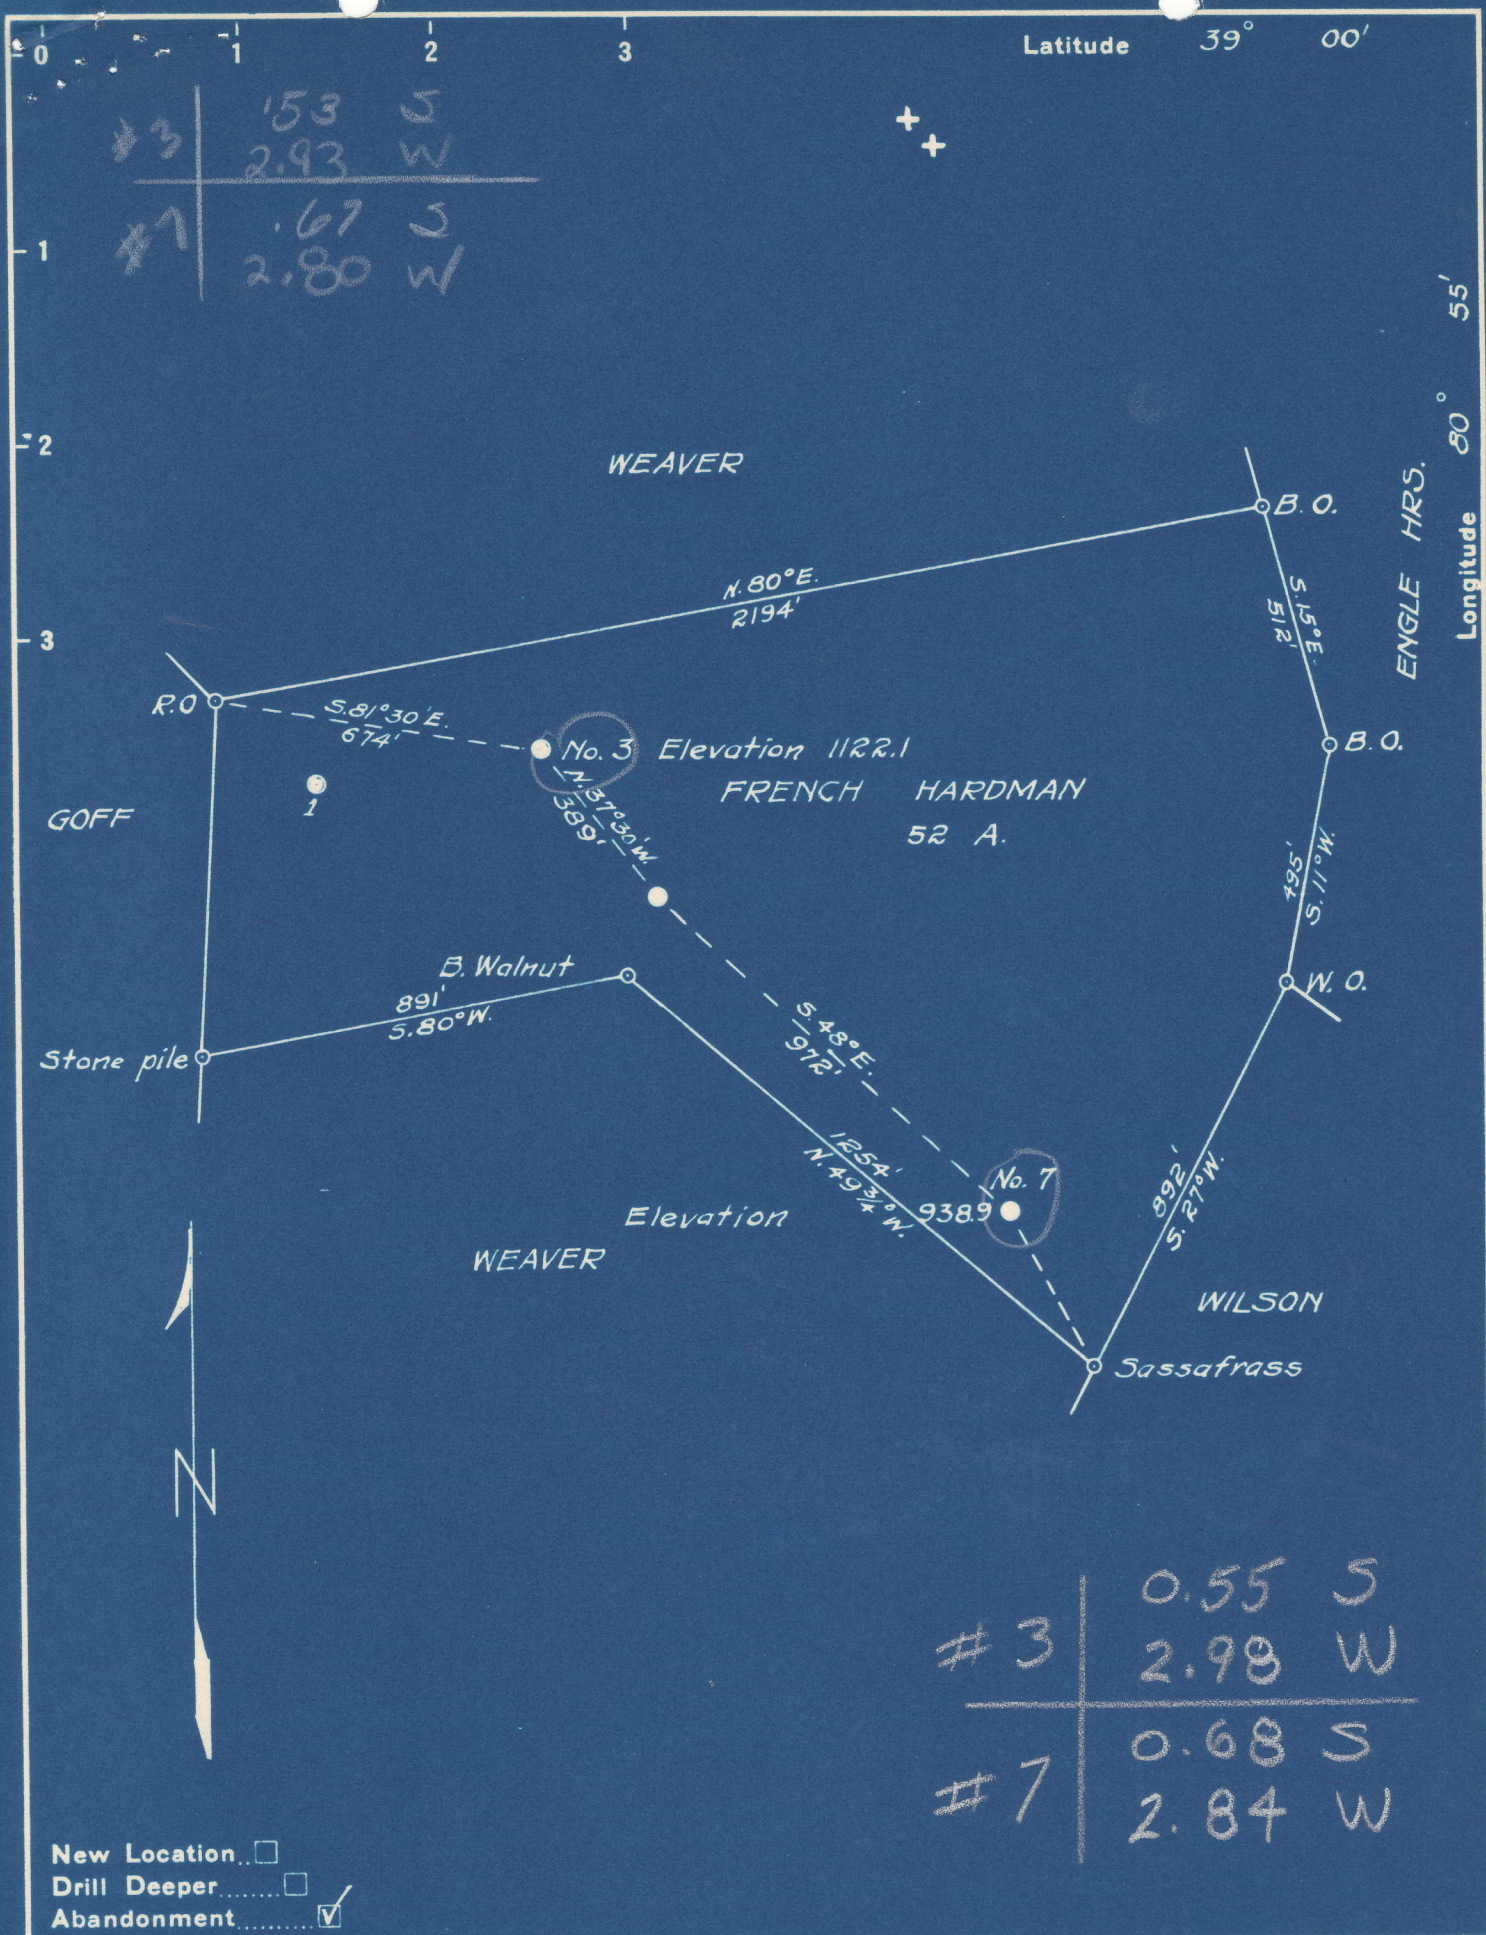 0 1 2 3 Latitude 39° 00'
#3 .53 S
2.93 W
#7 .67 S
2.80 W
1
2
3
Longitude 80° 55'
WEAVER
ENGLE HRS.
B.O.
N. 80° E.
2194'
S. 15° E.
512'
R.O
S. 81° 30' E.
674'
No. 3 Elevation 1122.1
B.O.
FRENCH HARDMAN
52 A.
1
GOFF
N. 37° 30' W.
389'
495'
S. 11° W.
B. Walnut
W.O.
891'
S. 80° W.
Stone pile
S. 48° E.
972'
1254'
N. 49 3/4° W.
No. 7
938.9
Elevation
892'
S. 27° W.
WEAVER
WILSON
Sassafrass
N
#3 0.55 S
2.98 W
#7 0.68 S
2.84 W
New Location..
Drill Deeper.......
Abandonment.........